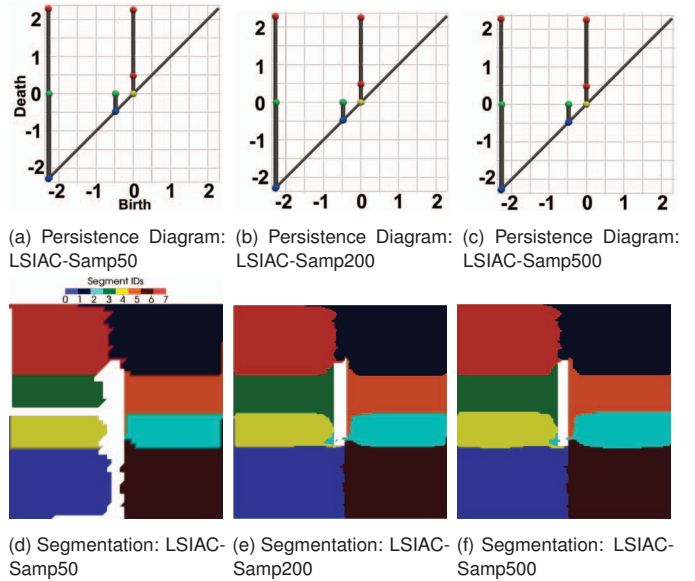 2
1
0
-1
-2
Death
-2 -1 0 1 2
Birth
2
1
0
-1
-2
-2 -1 0 1 2
2
1
0
-1
-2
-2 -1 0 1 2
(a) Persistence Diagram:
LSIAC-Samp50
(b) Persistence Diagram:
LSIAC-Samp200
(c) Persistence Diagram:
LSIAC-Samp500
Segment IDs
0 1 2 3 4 5 6 7
(d) Segmentation: LSIAC-
Samp50
(e) Segmentation: LSIAC-
Samp200
(f) Segmentation: LSIAC-
Samp500